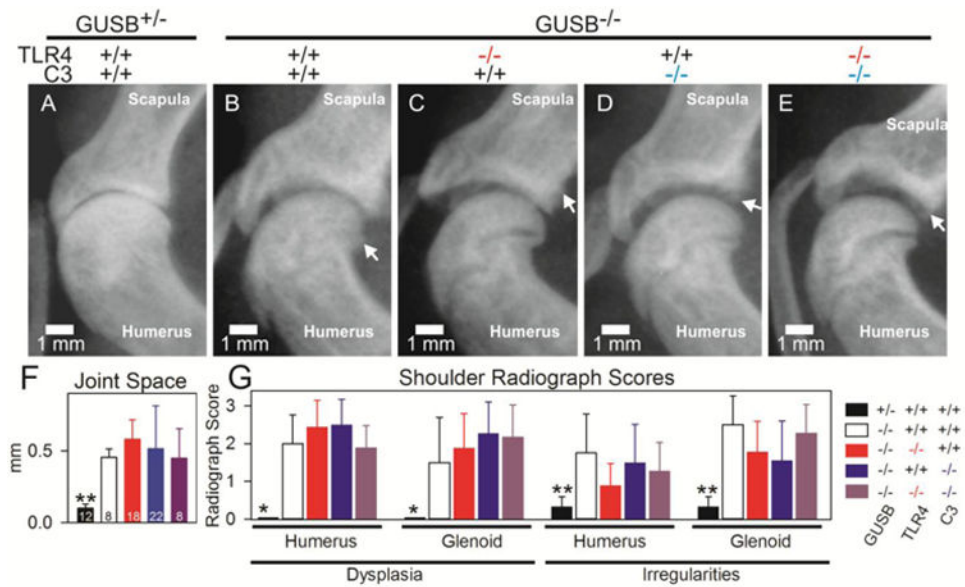 GUSB+/- GUSB-/-
TLR4 +/+ +/+ -/- +/+ -/-
C3 +/+ +/+ +/+ -/- -/-
A B C D E
Scapula Scapula Scapula Scapula Scapula
Humerus Humerus Humerus Humerus Humerus
1 mm 1 mm 1 mm 1 mm 1 mm
F Joint Space
mm
0.5
0.0
**
12 8 18 22 8
G Shoulder Radiograph Scores
Radiograph Score
3
2
1
0
* * ** **
Humerus Glenoid Humerus Glenoid
Dysplasia Irregularities
+/- +/+ +/+
-/- +/+ +/+
-/- -/- +/+
-/- +/+ -/-
-/- -/- -/-
GUSB TLR4 C3